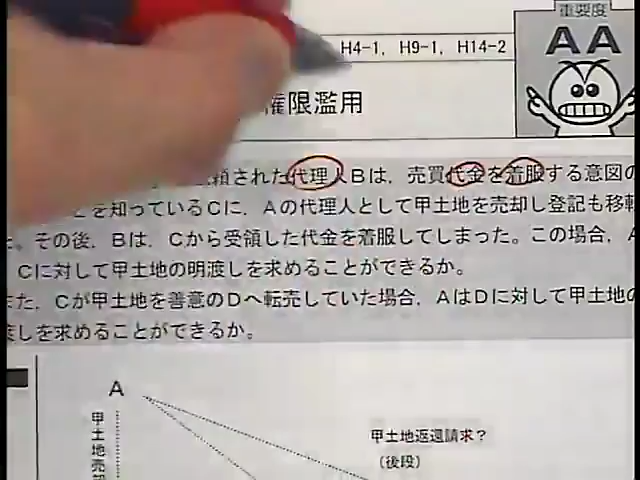 重要度
AA
H4-1, H9-1, H14-2
権限濫用
頼された代理人Bは，売買代金を着服する意図の
とを知っているCに，Aの代理人として甲土地を売却し登記も移転
た。その後，Bは，Cから受領した代金を着服してしまった。この場合，A
Cに対して甲土地の明渡しを求めることができるか。
また，Cが甲土地を善意のDへ転売していた場合，AはDに対して甲土地の
渡しを求めることができるか。
A
甲土地売却
甲土地返還請求？
（後段）